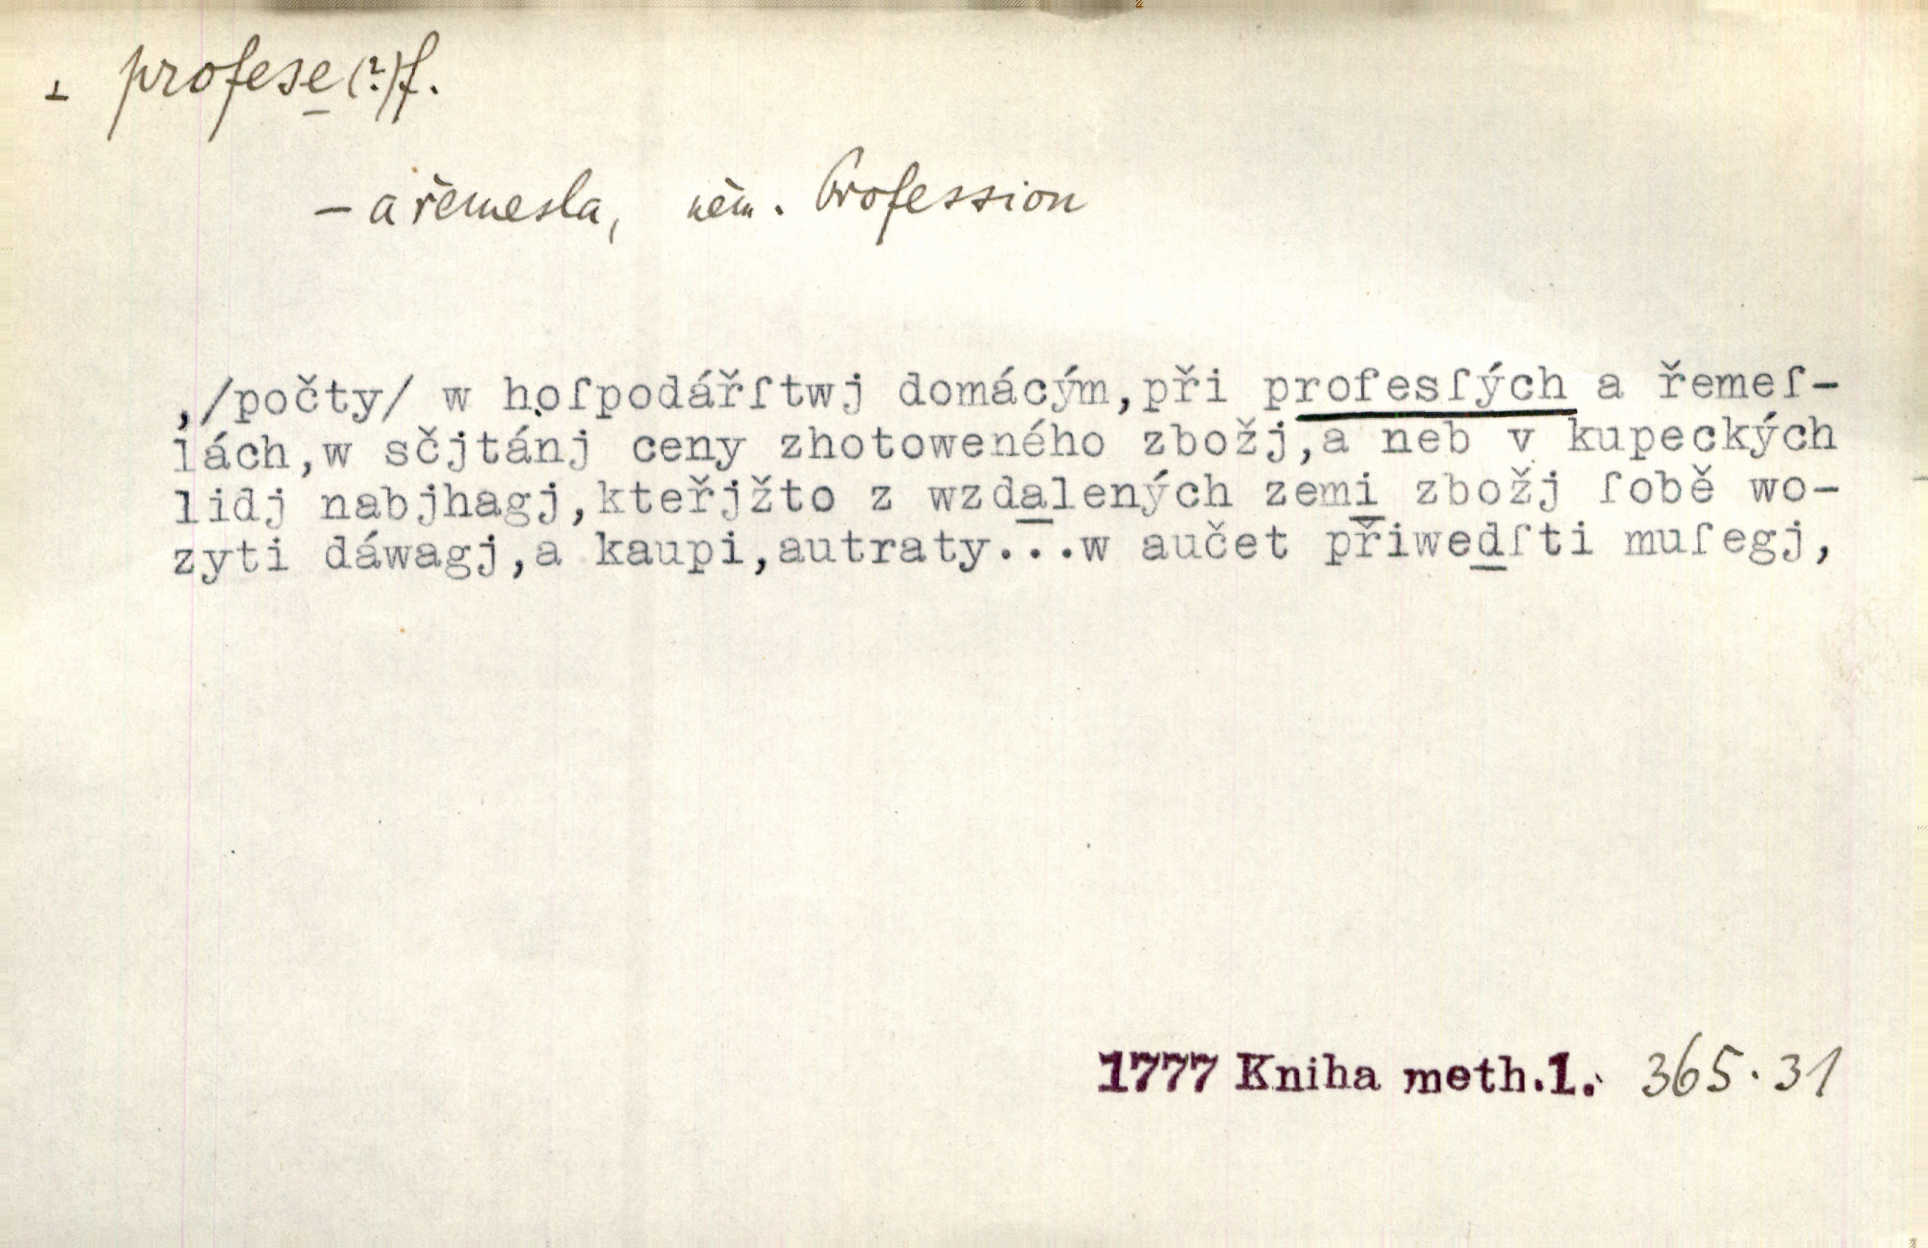 ⊥ profese (?) f.
– a řemesla, něm. Profession
,/počty/ w hoſpodářſtwj domácým,při profesſých a řemeſ-
lách,w sčjtánj ceny zhotoweného zbožj,a neb v kupeckých
lidj nabjhagj,kteřjžto z wzdalených zemi zbožj ſobě wo-
zyti dáwagj,a kaupi,autraty...w aučet přiwedſti muſegj,
1777 Kniha meth.1. 365.31